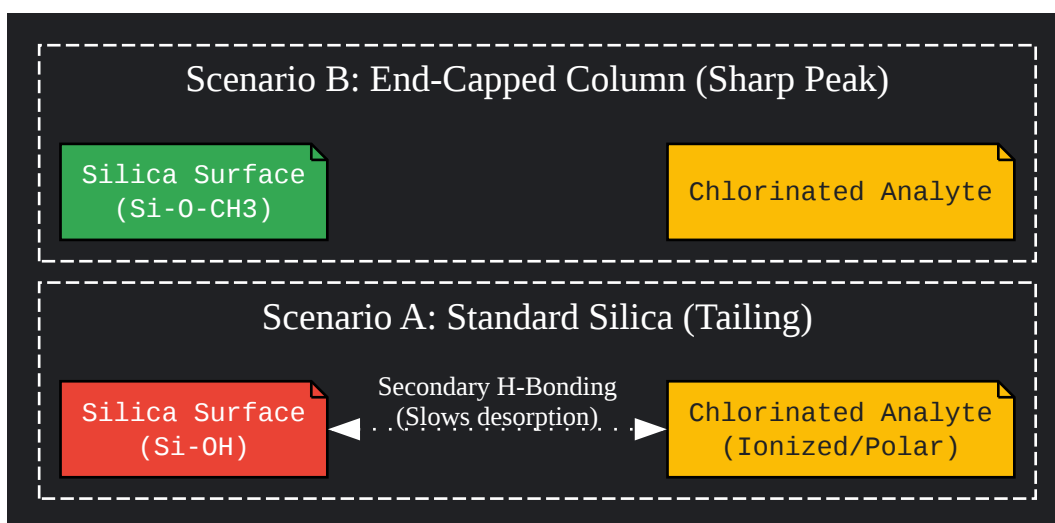 Scenario B: End-Capped Column (Sharp Peak)
Silica Surface
(Si-O-CH3)
Chlorinated Analyte
Scenario A: Standard Silica (Tailing)
Silica Surface
(Si-OH)
Secondary H-Bonding
(Slows desorption)
Chlorinated Analyte
(Ionized/Polar)